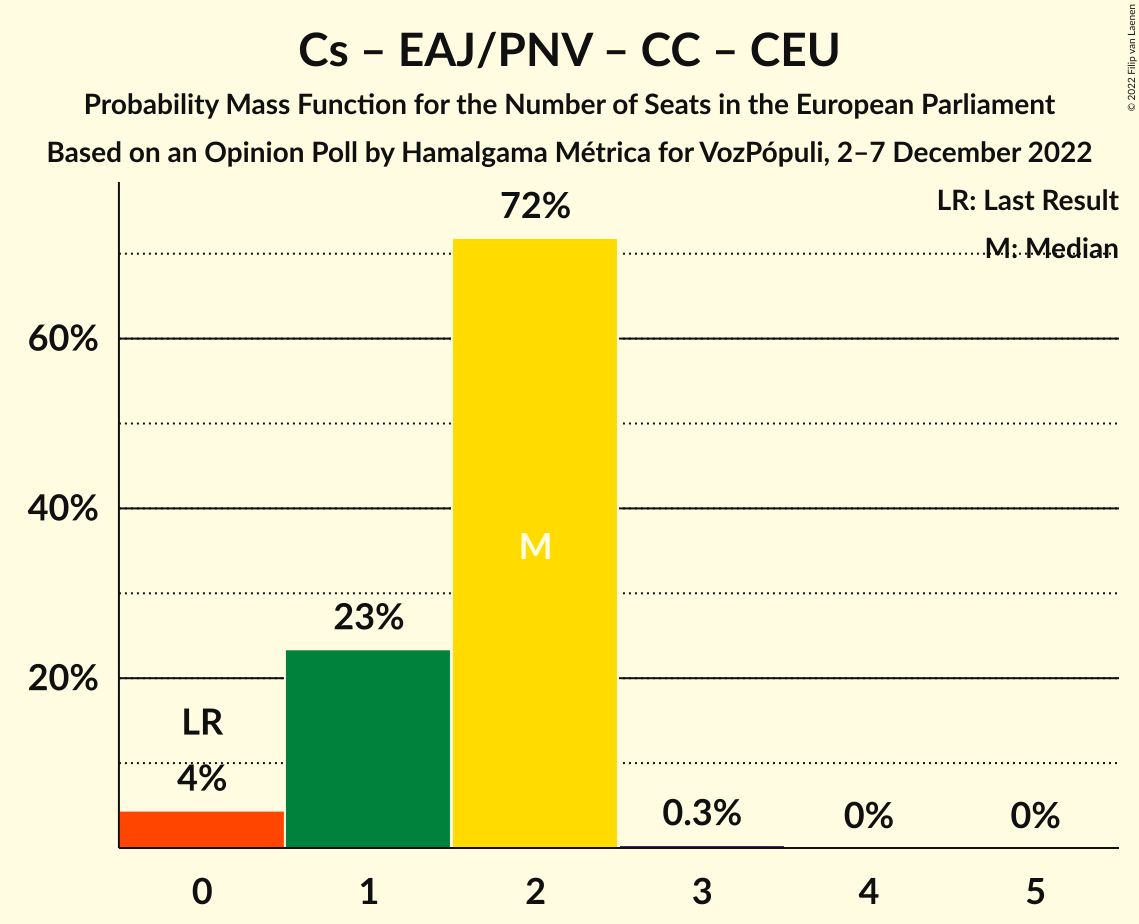 Cs – EAJ/PNV – CC – CEU
Probability Mass Function for the Number of Seats in the European Parliament
Based on an Opinion Poll by Hamalgama Métrica for VozPópuli, 2–7 December 2022
© 2022 Filip van Laenen
LR: Last Result
M: Median
72%
60%
40%
M
23%
20%
LR
4%
0.3%
0%
0%
0
1
2
3
4
5